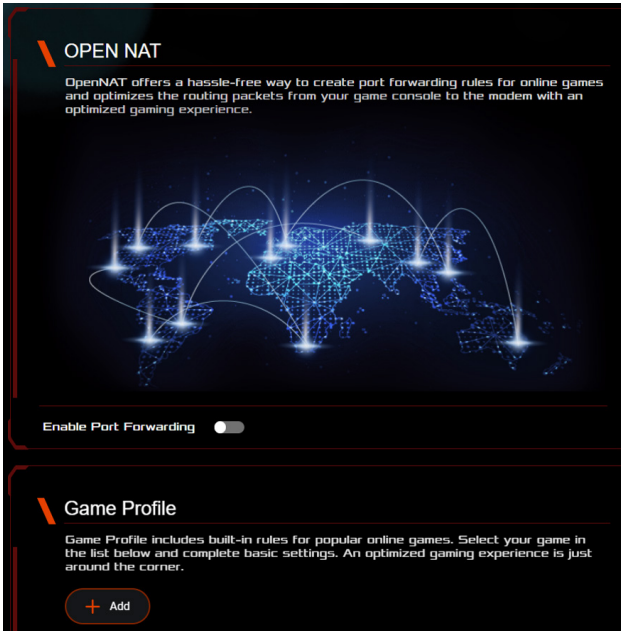 OPEN NAT
OpenNAT offers a hassle-free way to create port forwarding rules for online games
and optimizes the routing packets from your game console to the modem with an
optimized gaming experience.
Enable Port Forwarding
Game Profile
Game Profile includes built-in rules for popular online games. Select your game in
the list below and complete basic settings. An optimized gaming experience is just
around the corner.
Add